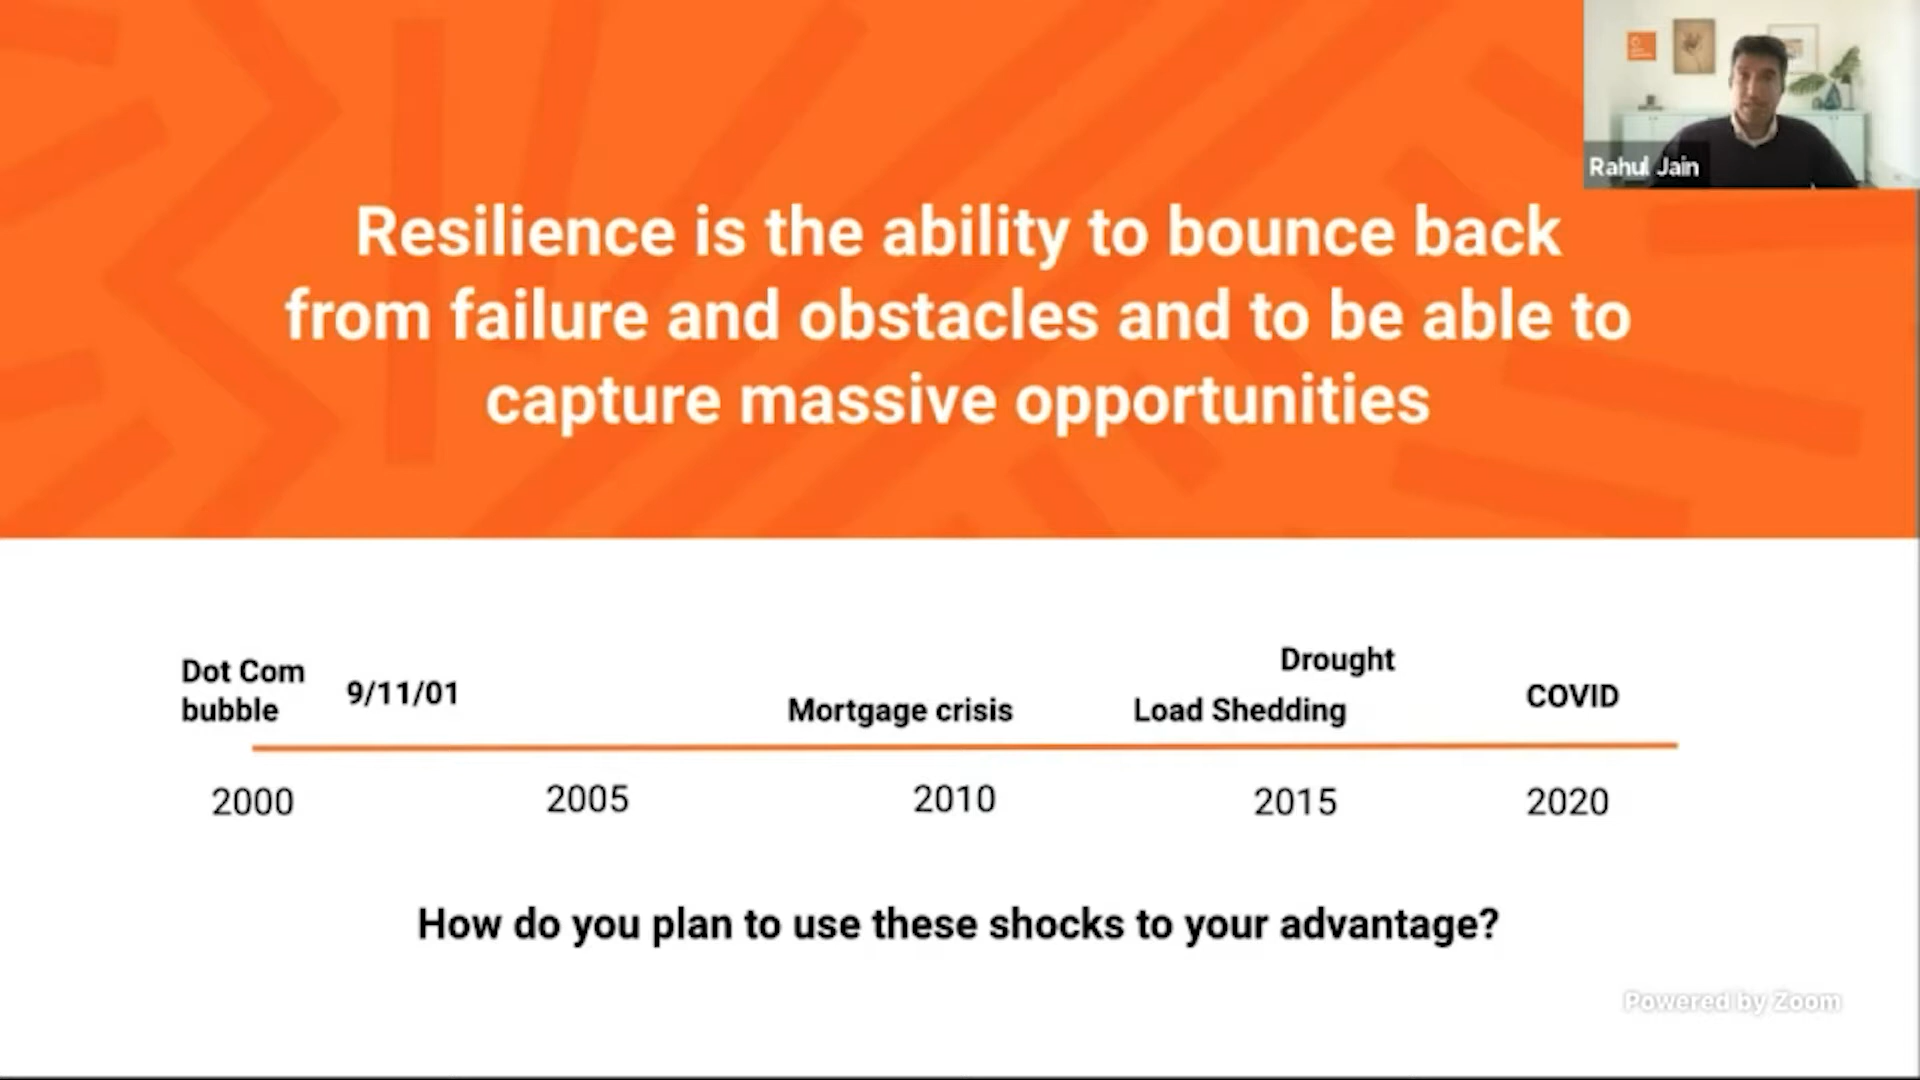 Rahul Jain
Resilience is the ability to bounce back
from failure and obstacles and to be able to
capture massive opportunities
Dot Com
bubble
9/11/01
Mortgage crisis
Drought
Load Shedding
COVID
2000
2005
2010
2015
2020
How do you plan to use these shocks to your advantage?
Powered by Zoom